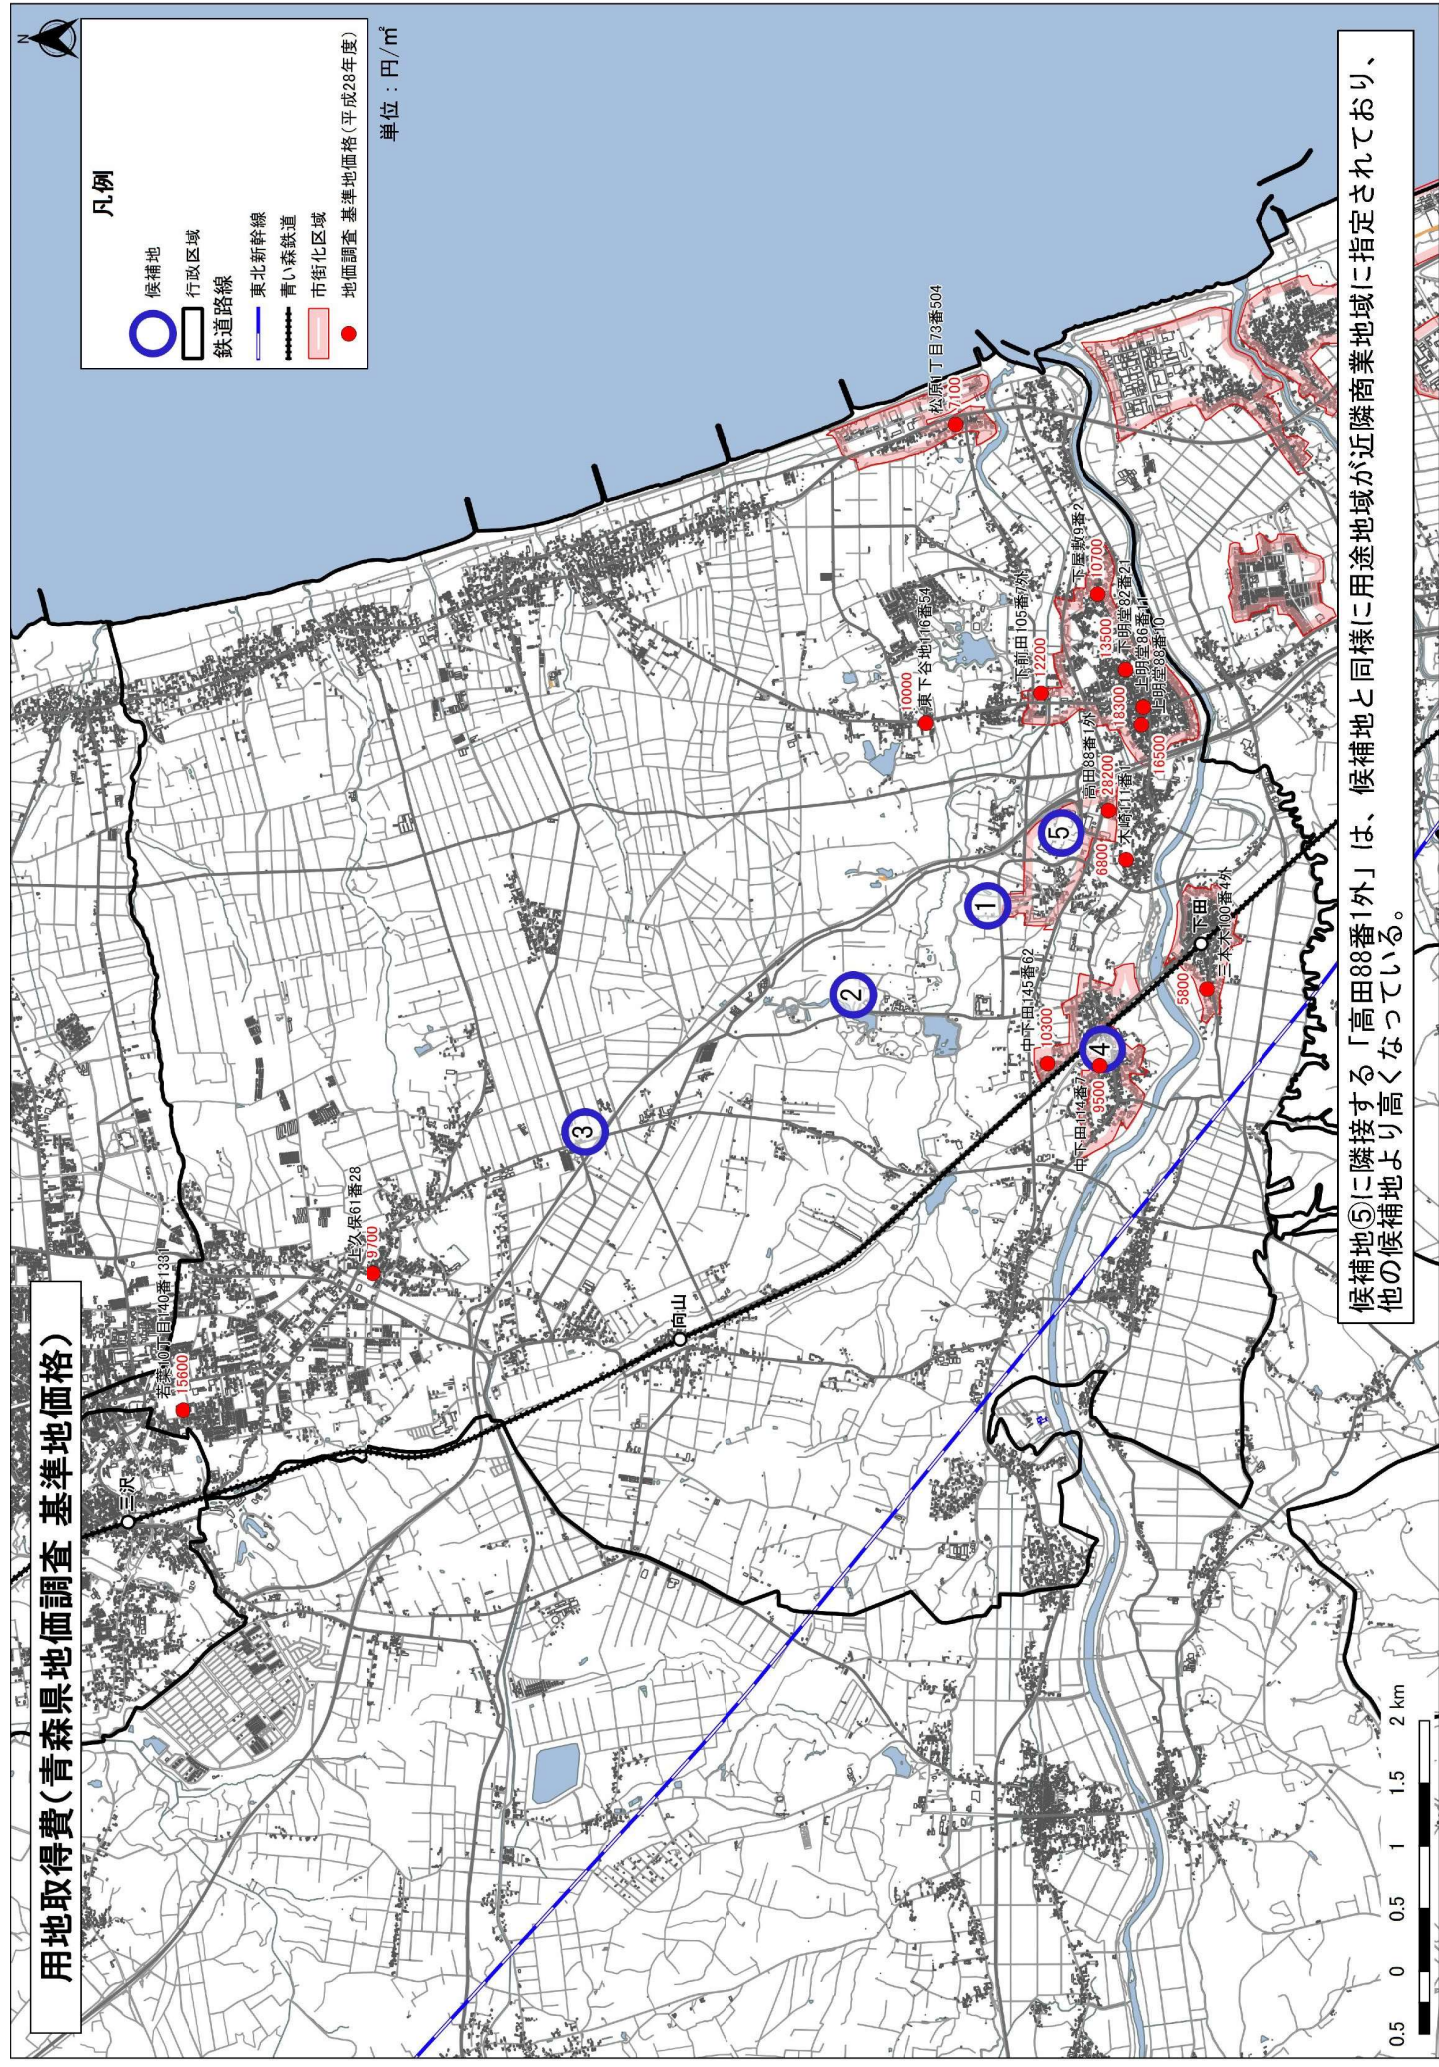 用地取得費(青森県地価調査 基準地価格)
N
凡例
候補地
行政区域
鉄道路線
東北新幹線
青い森鉄道
市街化区域
地価調査 基準地価格(平成28年度)
単位:円/㎡
三沢
若葉10丁目140番1331
15600
上久保61番28
9700
向山
3
2
1
5
4
東下谷地116番54
10000
松原1丁目73番504
7100
下前田105番7外
12200
下屋敷9番2
10700
下明堂82番21
13500
上明堂86番11
18300
上明堂88番10
16500
高田88番1外
28200
木崎111番1
6800
中下田145番62
10300
中下田114番7
9500
下田
三本木100番4外
5800
候補地⑤に隣接する「高田88番1外」は、候補地と同様に用途地域が近隣商業地域に指定されており、
他の候補地より高くなっている。
0.5 0 0.5 1 1.5 2 km